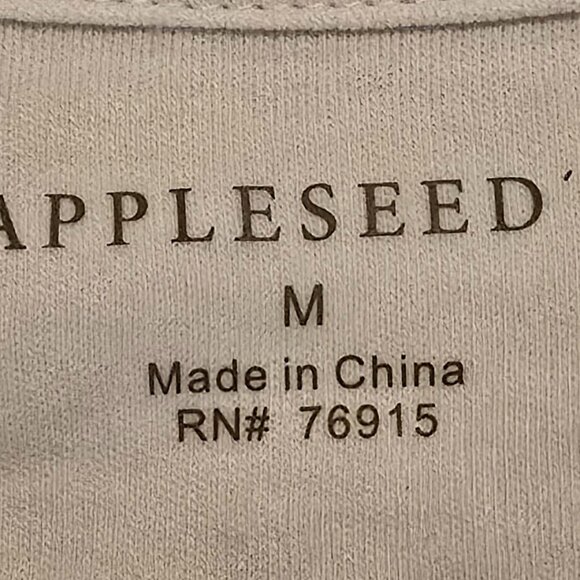 APPLESEED'
M
Made in China
RN# 76915